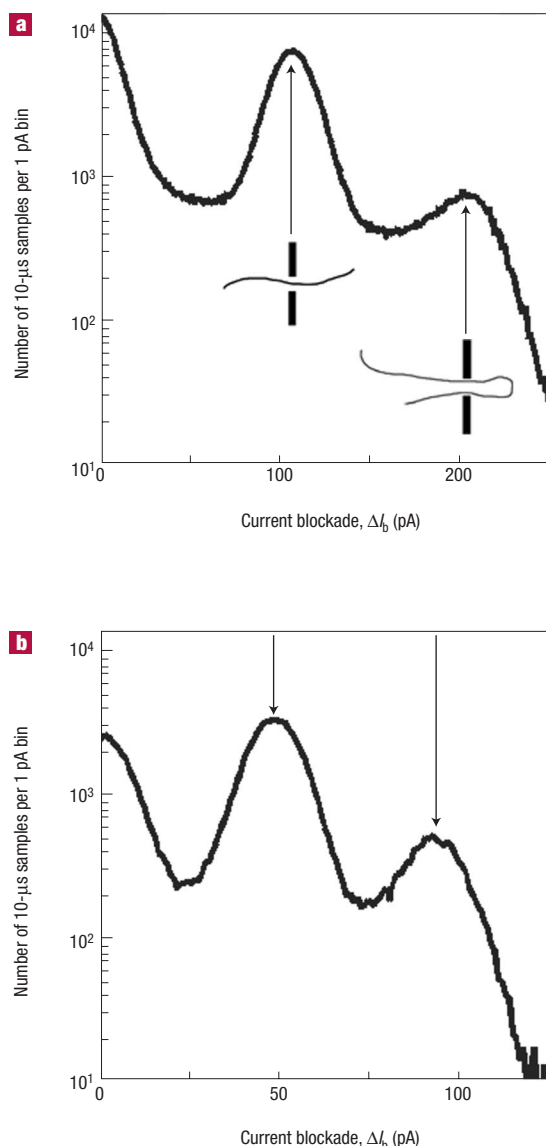 a
Number of 10-μs samples per 1 pA bin
10⁴
10³
10²
10¹
0
100
200
Current blockade, ΔIb (pA)
b
Number of 10-μs samples per 1 pA bin
10⁴
10³
10²
10¹
0
50
100
Current blockade, ΔIb (pA)